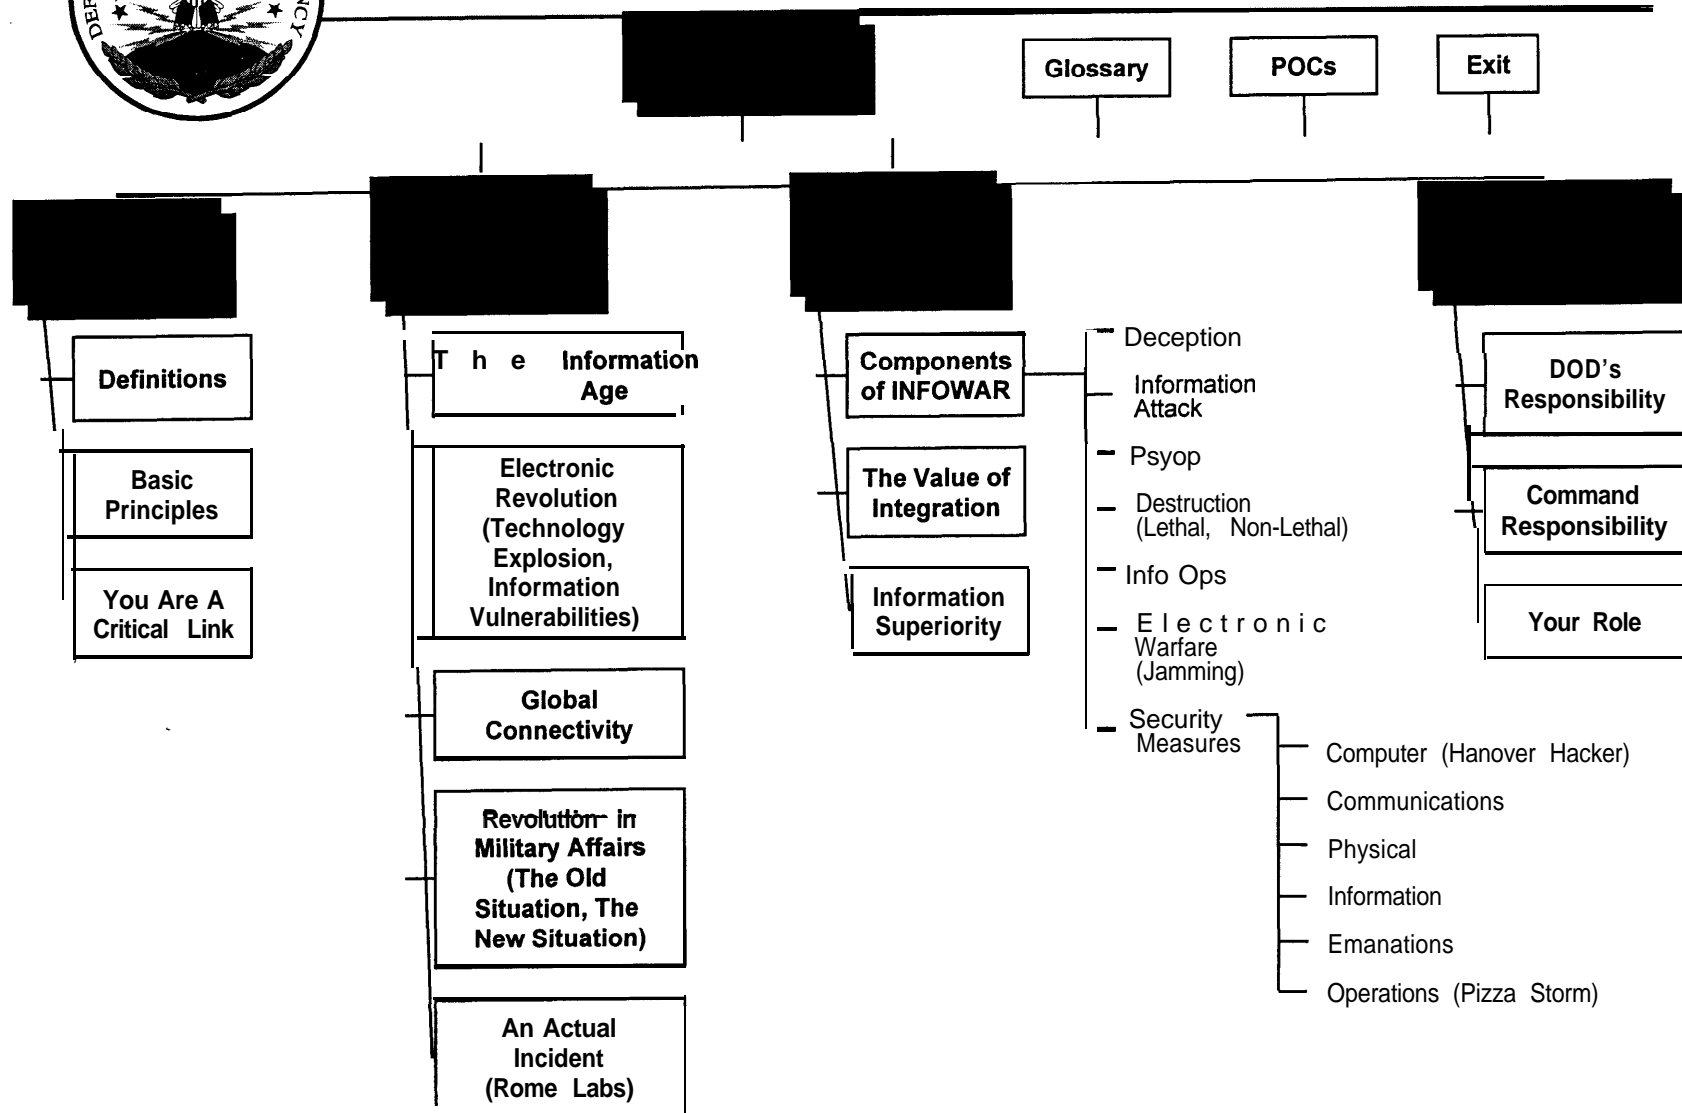 Glossary
POCs
Exit
Definitions
Basic
Principles
You Are A
Critical Link
The Information
Age
Electronic
Revolution
(Technology
Explosion,
Information
Vulnerabilities)
Global
Connectivity
Revolution in
Military Affairs
(The Old
Situation, The
New Situation)
An Actual
Incident
(Rome Labs)
Components
of INFOWAR
The Value of
Integration
Information
Superiority
Deception
Information
Attack
Psyop
Destruction
(Lethal, Non-Lethal)
Info Ops
Electronic
Warfare
(Jamming)
Security
Measures
Computer (Hanover Hacker)
Communications
Physical
Information
Emanations
Operations (Pizza Storm)
DOD's
Responsibility
Command
Responsibility
Your Role